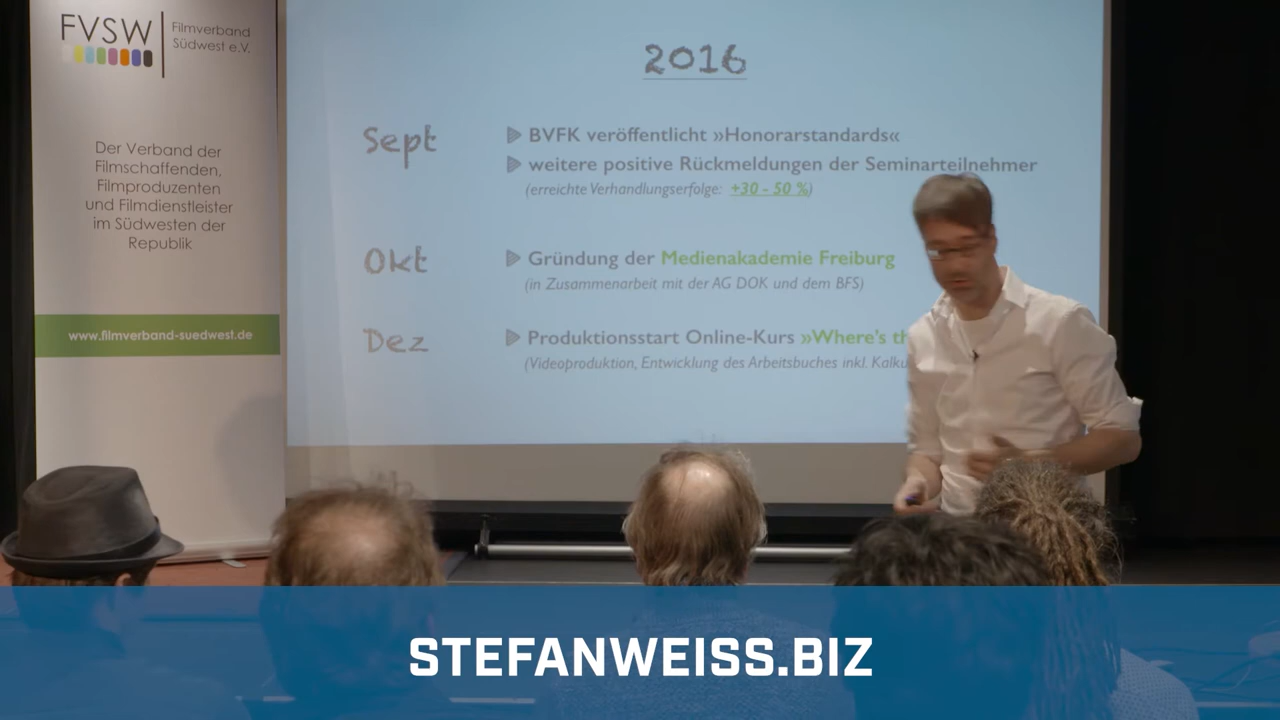 FVSW
Filmverband
Südwest e.V.
Der Verband der
Filmschaffenden,
Filmproduzenten
und Filmdienstleister
im Südwesten der
Republik
www.filmverband-suedwest.de
2016
Sept
BVFK veröffentlicht »Honorarstandards«
weitere positive Rückmeldungen der Seminarteilnehmer
(erreichte Verhandlungserfolge: +30 - 50 %)
Okt
Gründung der Medienakademie Freiburg
(in Zusammenarbeit mit der AG DOK und dem BFS)
Dez
Produktionsstart Online-Kurs »Where's
(Videoproduktion, Entwicklung des Arbeitsbuches inkl.
STEFANWEISS.BIZ